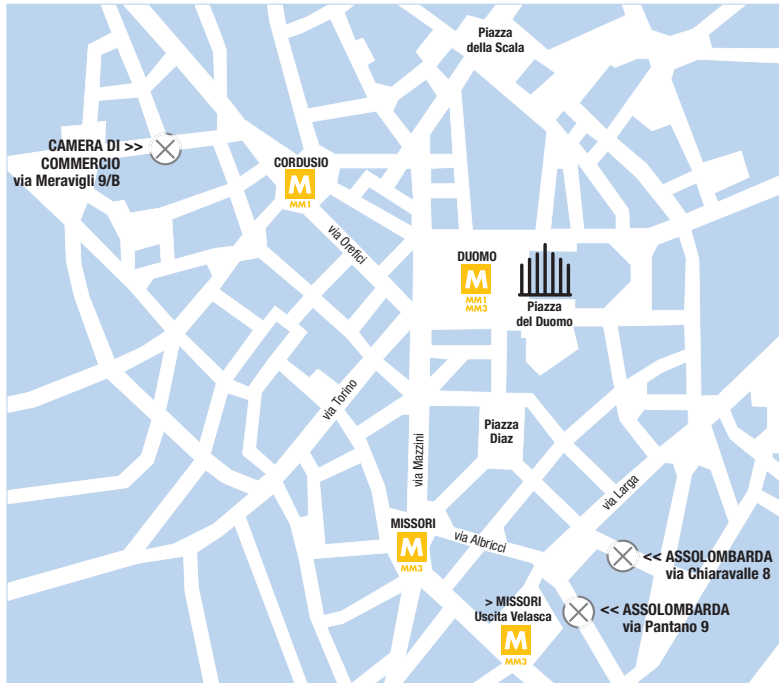 Piazza
della Scala
CAMERA DI >>
COMMERCIO
via Meravigli 9/B
CORDUSIO
M
MM1
via Orefici
DUOMO
M
MM1
MM3
Piazza
del Duomo
via Torino
Piazza
Diaz
via Mazzini
via Larga
MISSORI
M
MM3
via Albricci
<< ASSOLOMBARDA
via Chiaravalle 8
> MISSORI
Uscita Velasca
M
MM3
<< ASSOLOMBARDA
via Pantano 9